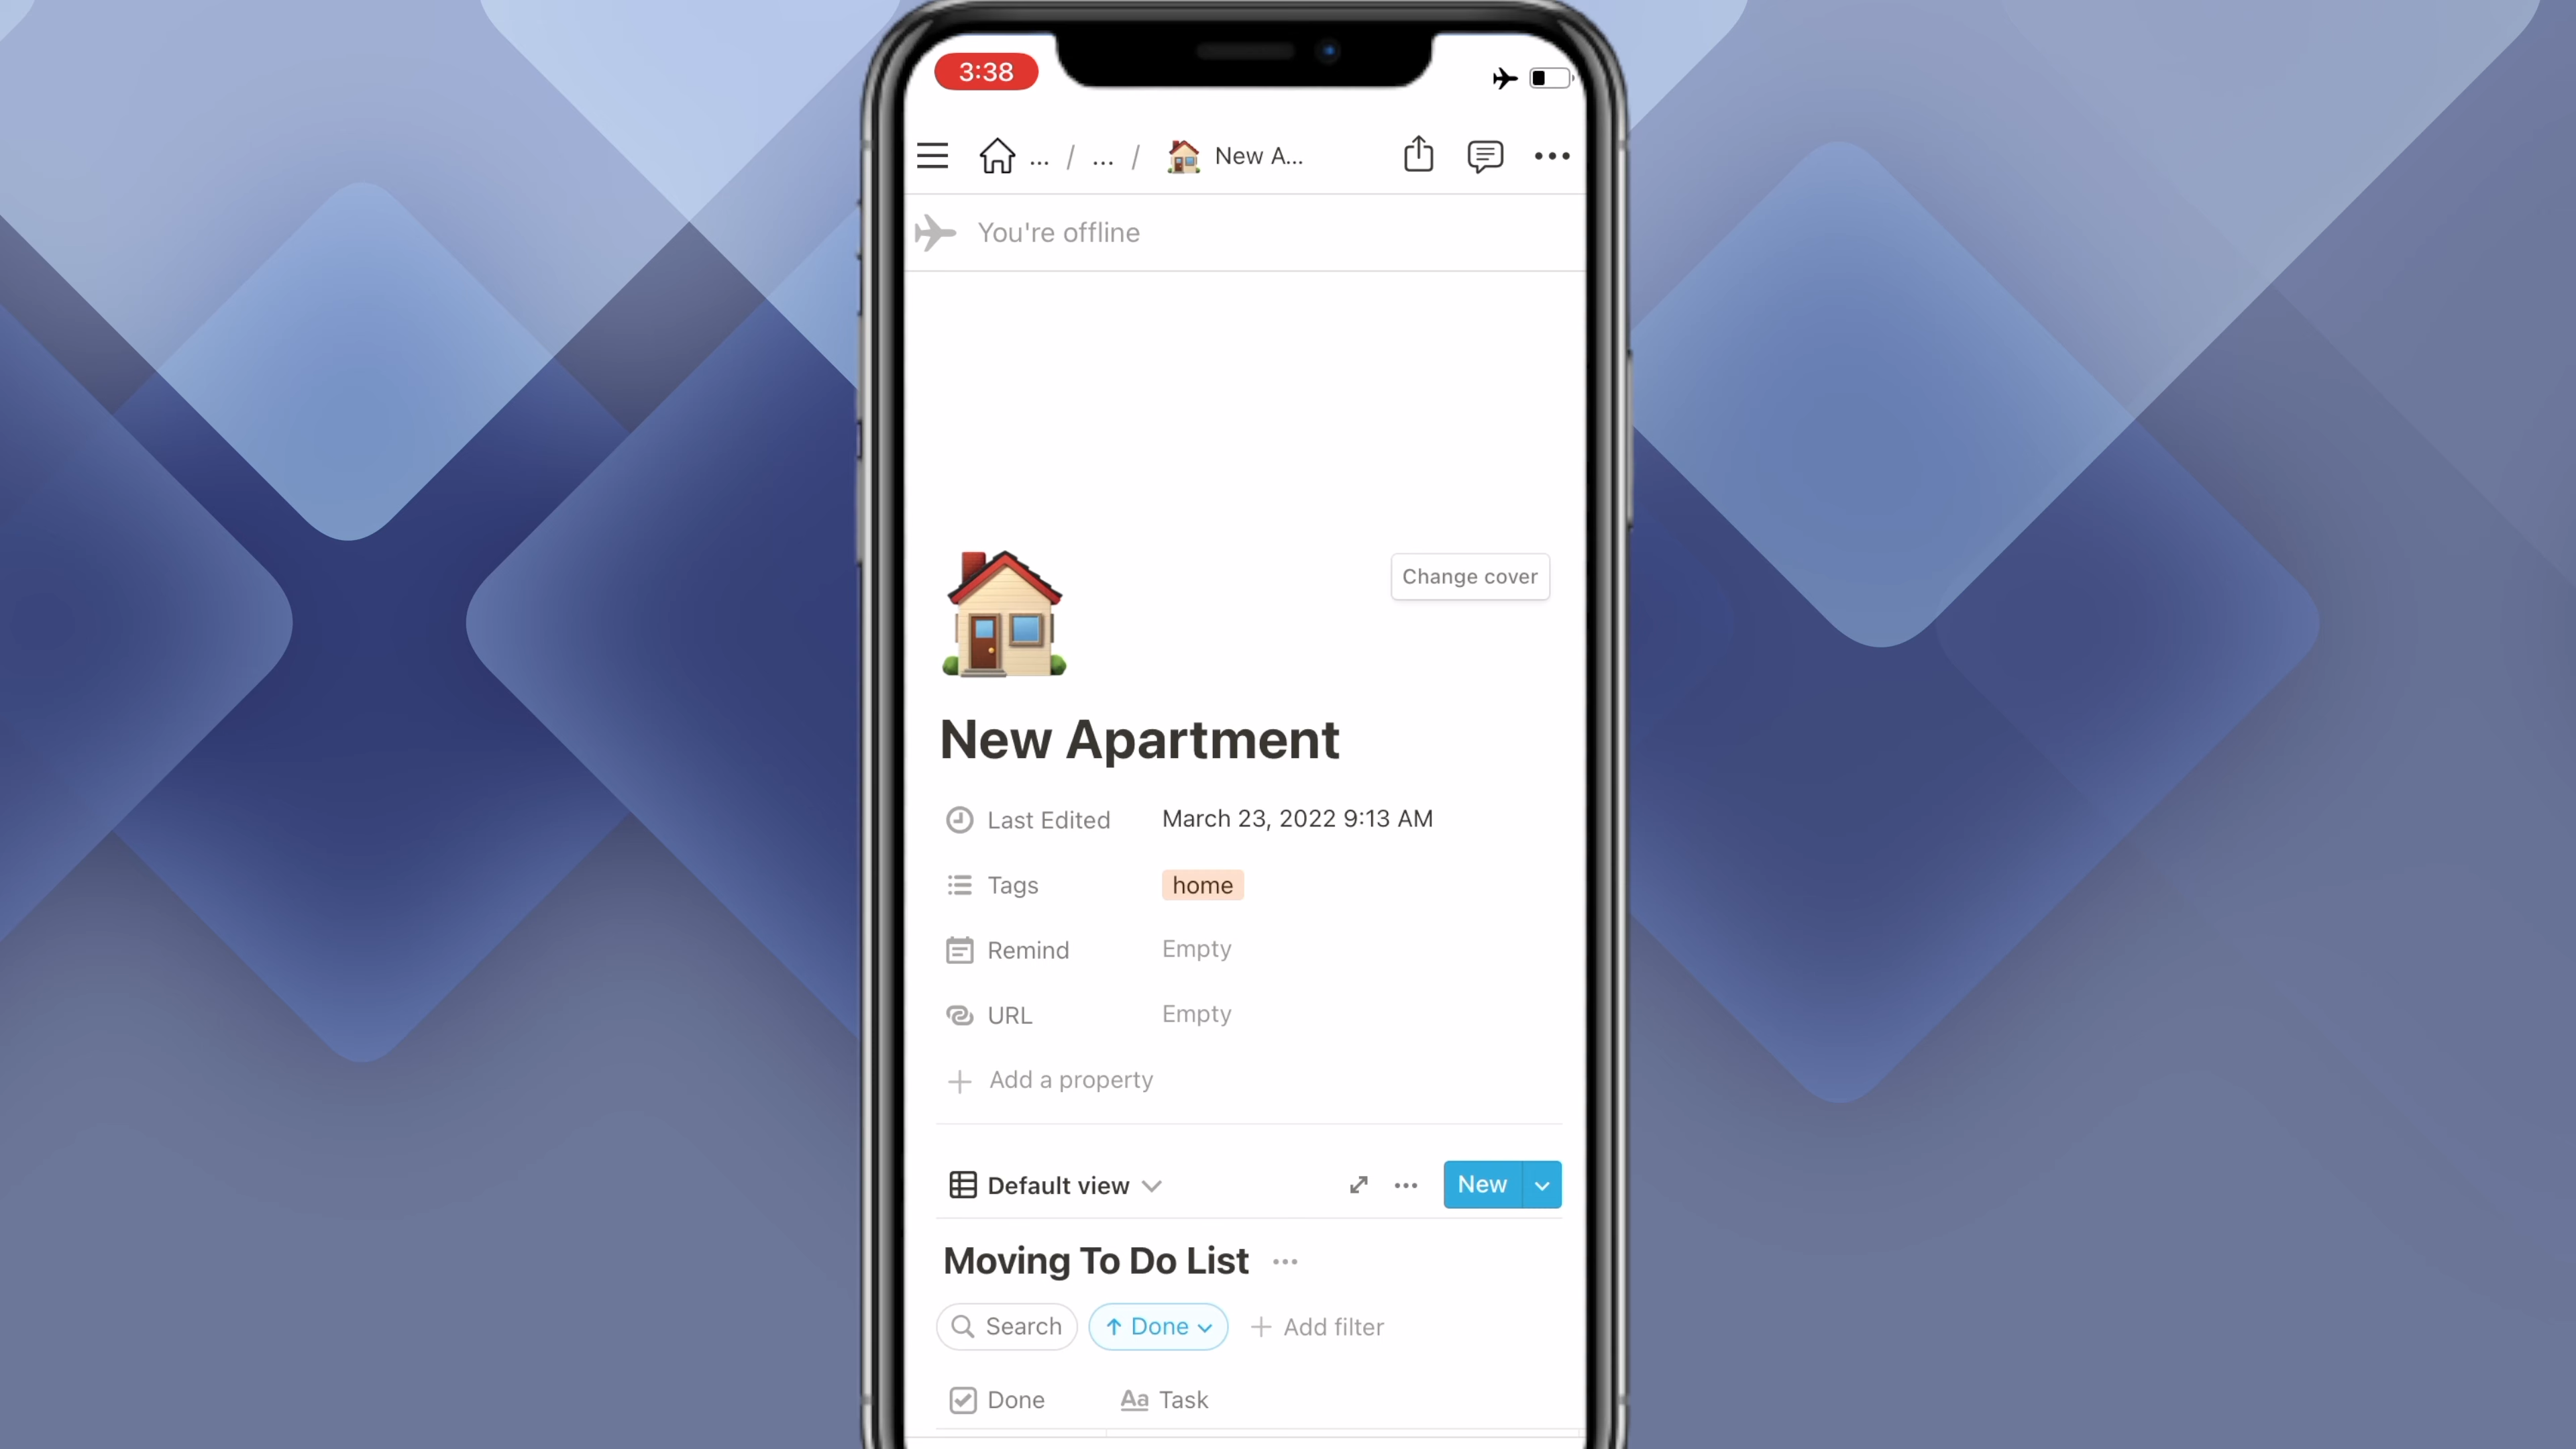 3:38
... / ... / New A...
You're offline
Change cover
New Apartment
Last Edited March 23, 2022 9:13 AM
Tags home
Remind Empty
URL Empty
Add a property
Default view New
Moving To Do List ...
Search Done Add filter
Done Aa Task